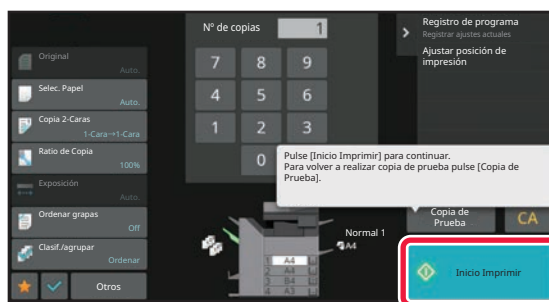 Nº de copias
1
7
8
9
4
5
6
1
2
3
0
Original
Auto.
Selec. Papel
Auto.
Copia 2-Caras
1-Cara→1-Cara
Ratio de Copia
100%
Exposición
Auto.
Ordenar grapas
Off
Clasif./agrupar
Ordenar
Otros
Registro de programa
Registrar ajustes actuales
Ajustar posición de
impresión
Pulse [Inicio Imprimir] para continuar.
Para volver a realizar copia de prueba pulse [Copia de
Prueba].
Normal 1
A4
1 A4
2 A4
3 B4
4 A3
Copia de
Prueba
CA
Inicio Imprimir